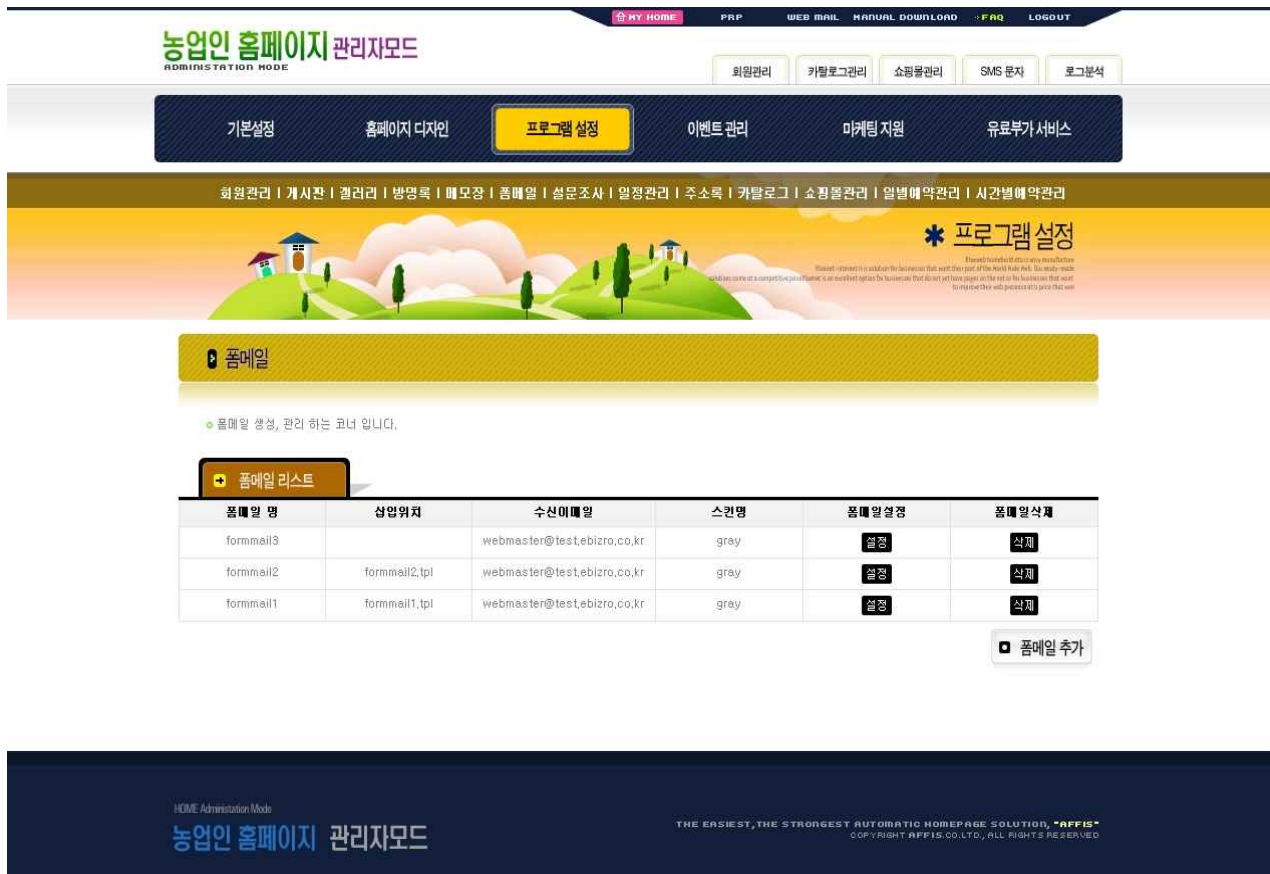 MY HOME PRP WEB MAIL MANUAL DOWNLOAD FAQ LOGOUT
농업인 홈페이지 관리자모드
ADMINISTATION MODE
회원관리 카탈로그관리 쇼핑몰관리 SMS 문자 로그분석
기본설정 홈페이지 디자인 프로그램 설정 이벤트 관리 마케팅 지원 유료부가 서비스
회원관리 | 게시판 | 갤러리 | 방명록 | 메모장 | 폼메일 | 설문조사 | 일정관리 | 주소록 | 카탈로그 | 쇼핑몰관리 | 일별예약관리 | 시간별예약관리
* 프로그램 설정
폼메일
폼메일 생성, 관리 하는 코너 입니다.
폼메일 리스트
폼메일 명 삽입위치 수신이메일 스킨명 폼메일설정 폼메일삭제
formmail3 webmaster@test.ebizro.co.kr gray 설정 삭제
formmail2 formmail2.tpl webmaster@test.ebizro.co.kr gray 설정 삭제
formmail1 formmail1.tpl webmaster@test.ebizro.co.kr gray 설정 삭제
폼메일 추가
HOME Administation Mode
농업인 홈페이지 관리자모드
THE EASIEST,THE STRONGEST AUTOMATIC HOMEPAGE SOLUTION, "AFFIS"
COPYRIGHT AFFIS.CO.LTD., ALL RIGHTS RESERVED